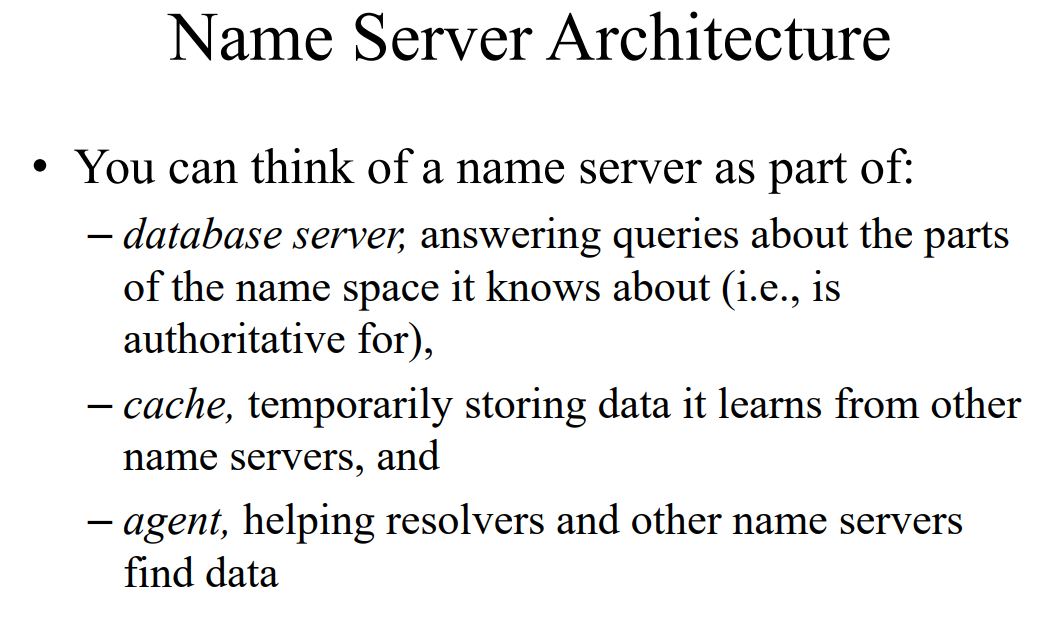 Name Server Architecture
• You can think of a name server as part of:
– database server, answering queries about the parts
of the name space it knows about (i.e., is
authoritative for),
– cache, temporarily storing data it learns from other
name servers, and
– agent, helping resolvers and other name servers
find data